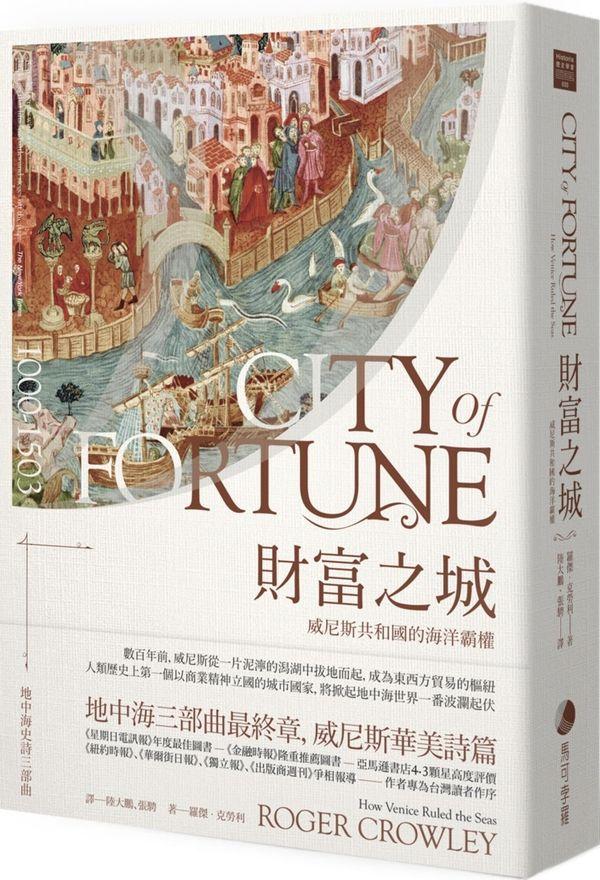 The New York
1000-1503
CITY of
FORTUNE
財富之城
威尼斯共和國的海洋霸權
地中海史詩三部曲
數百年前，威尼斯從一片泥濘的潟湖中拔地而起，成為東西方貿易的樞紐
人類歷史上第一個以商業精神立國的城市國家，將掀起地中海世界一番波瀾起伏
地中海三部曲最終章，威尼斯華美詩篇
《星期日電訊報》年度最佳圖書—《金融時報》隆重推薦圖書—亞馬遜書店4·3顆星高度評價
《紐約時報》、《華爾街日報》、《獨立報》、《出版商週刊》爭相報導——作者專為台灣讀者作序
譯—陸大鵬、張騁 著—羅傑·克勞利
How Venice Ruled the Seas
ROGER CROWLEY
Historia
歷史學堂
CITY of FORTUNE
How Venice Ruled the Seas
財富之城
威尼斯共和國的海洋霸權
羅傑·克勞利 著
陸大鵬、張騁 譯
馬可孛羅